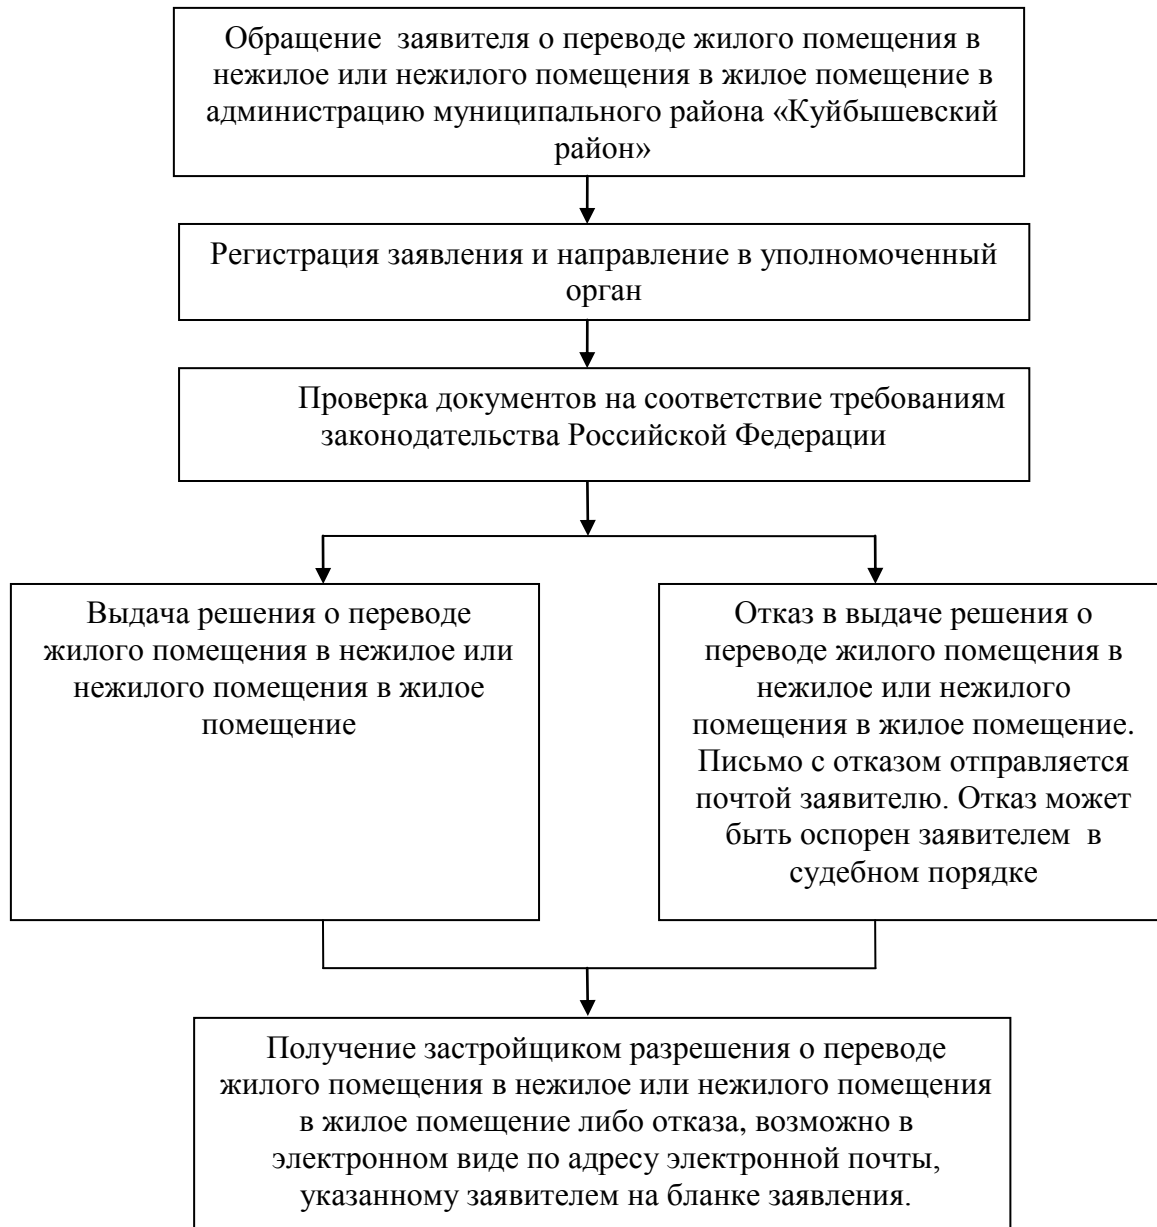 Обращение  заявителя о переводе жилого помещения в
нежилое или нежилого помещения в жилое помещение в
администрацию муниципального района «Куйбышевский
район»
Регистрация заявления и направление в уполномоченный
орган
Проверка документов на соответствие требованиям
законодательства Российской Федерации
Выдача решения о переводе
жилого помещения в нежилое или
нежилого помещения в жилое
помещение
Отказ в выдаче решения о
переводе жилого помещения в
нежилое или нежилого
помещения в жилое помещение.
Письмо с отказом отправляется
почтой заявителю. Отказ может
быть оспорен заявителем  в
судебном порядке
Получение застройщиком разрешения о переводе
жилого помещения в нежилое или нежилого помещения
в жилое помещение либо отказа, возможно в
электронном виде по адресу электронной почты,
указанному заявителем на бланке заявления.